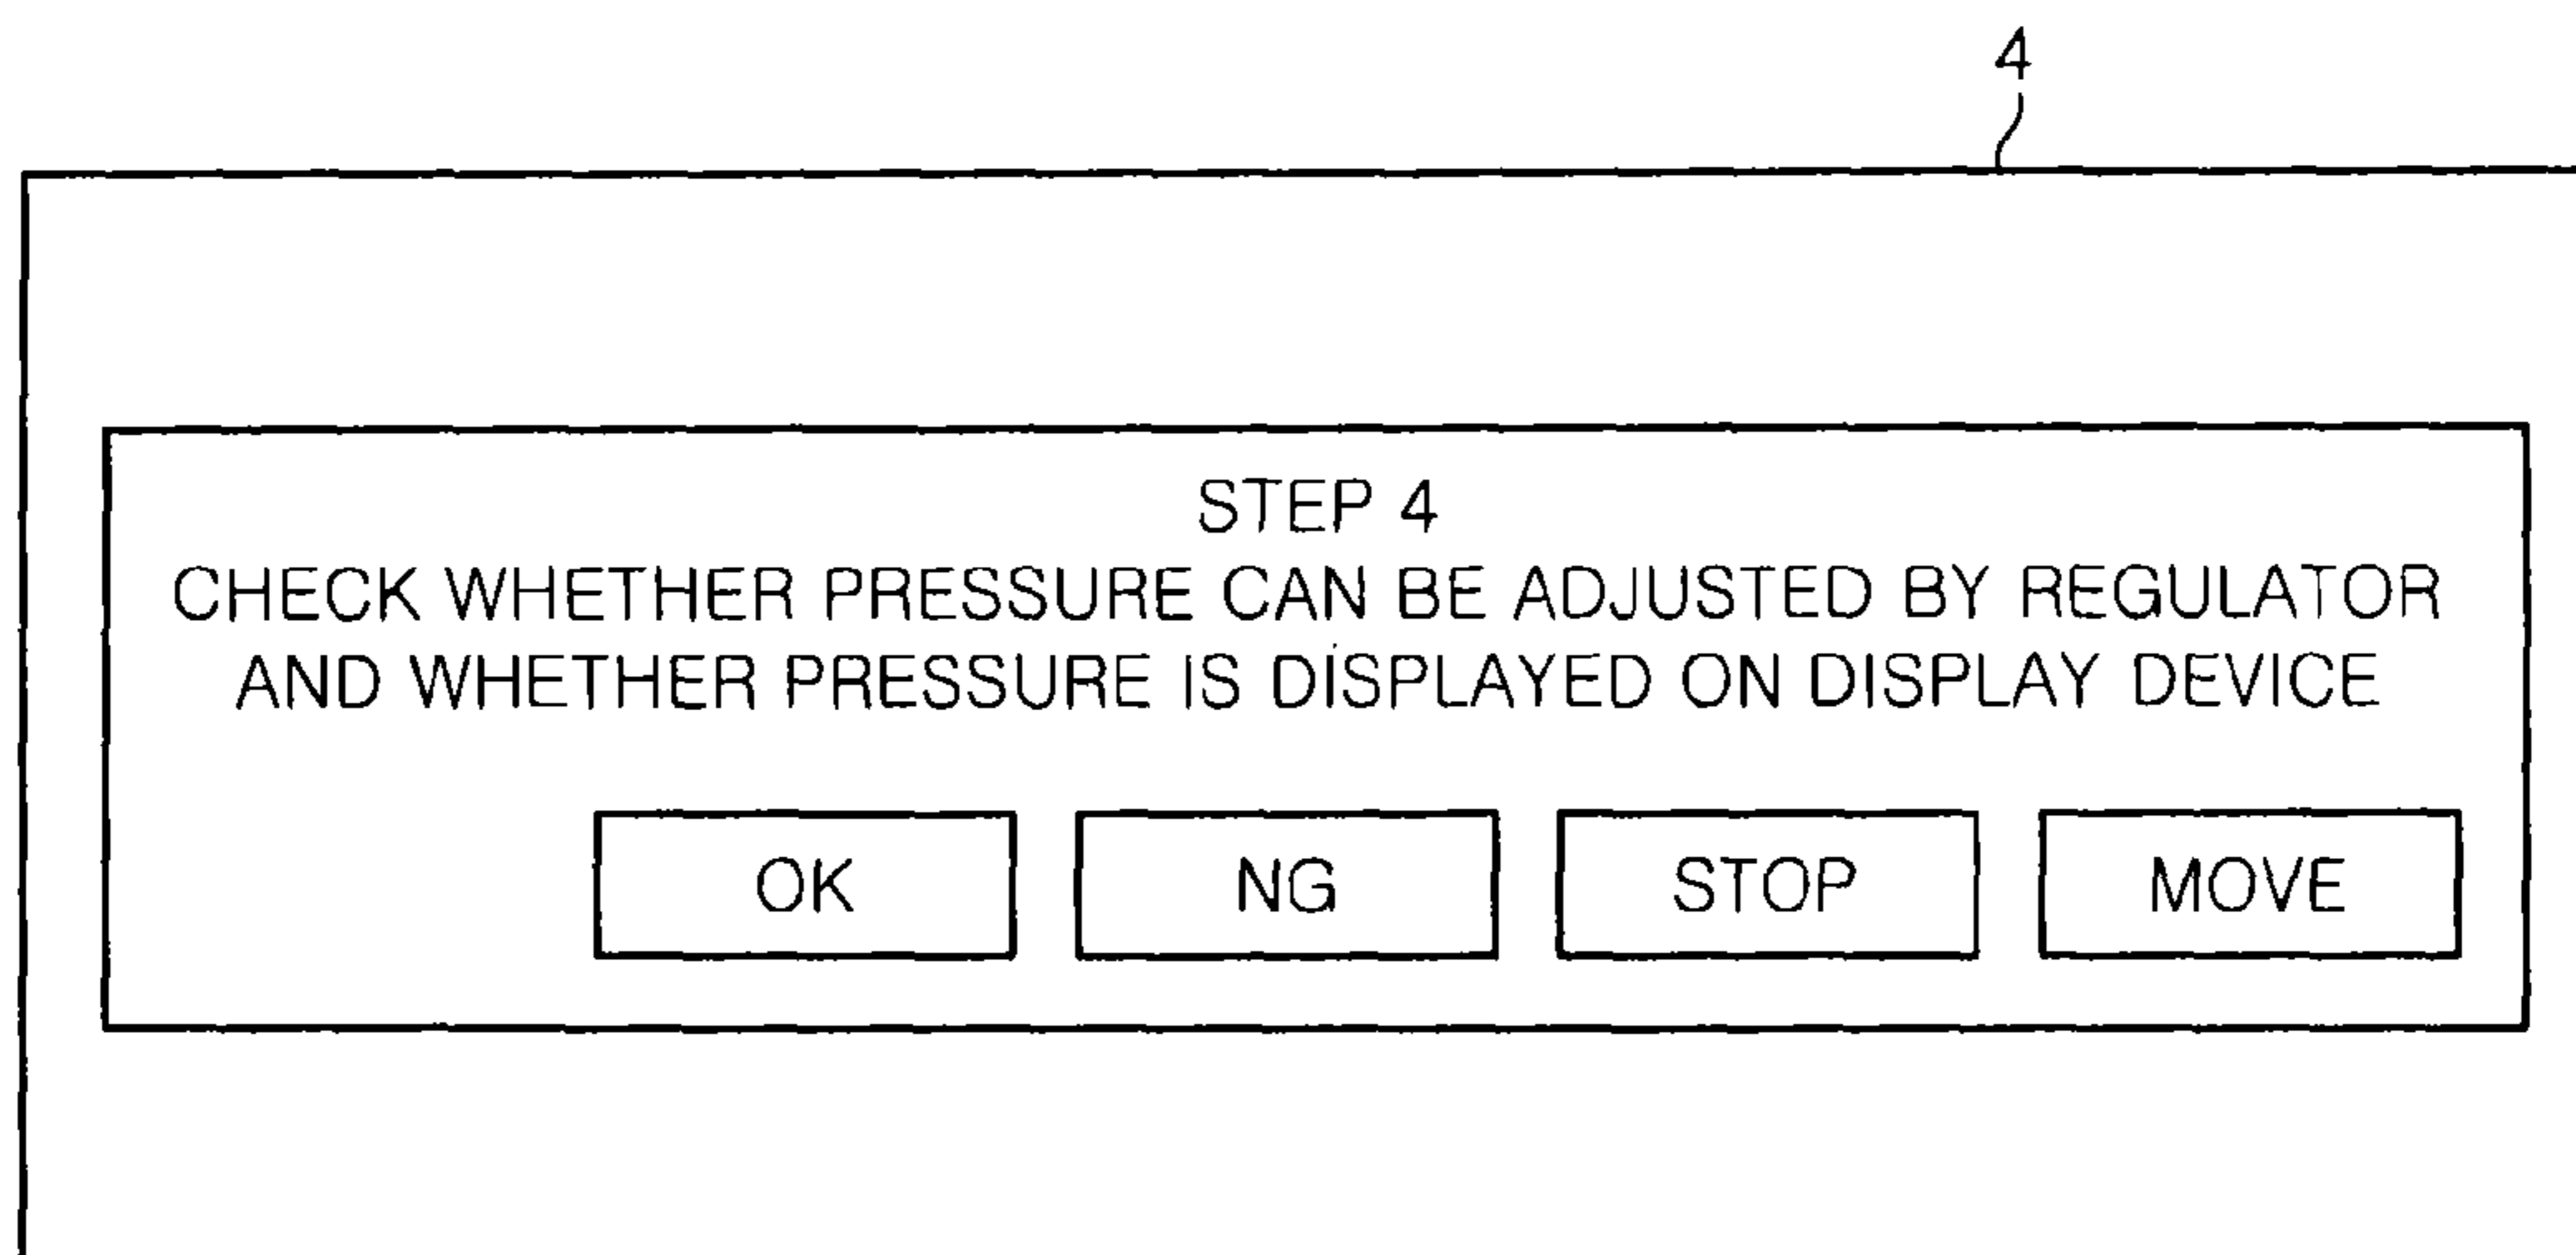 4
STEP 4
CHECK WHETHER PRESSURE CAN BE ADJUSTED BY REGULATOR
AND WHETHER PRESSURE IS DISPLAYED ON DISPLAY DEVICE
OK NG STOP MOVE